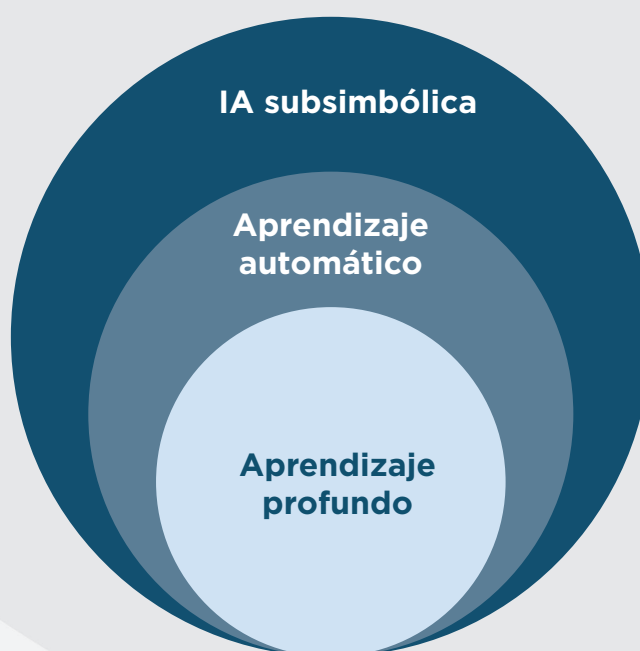 IA subsimbólica
Aprendizaje
automático
Aprendizaje
profundo